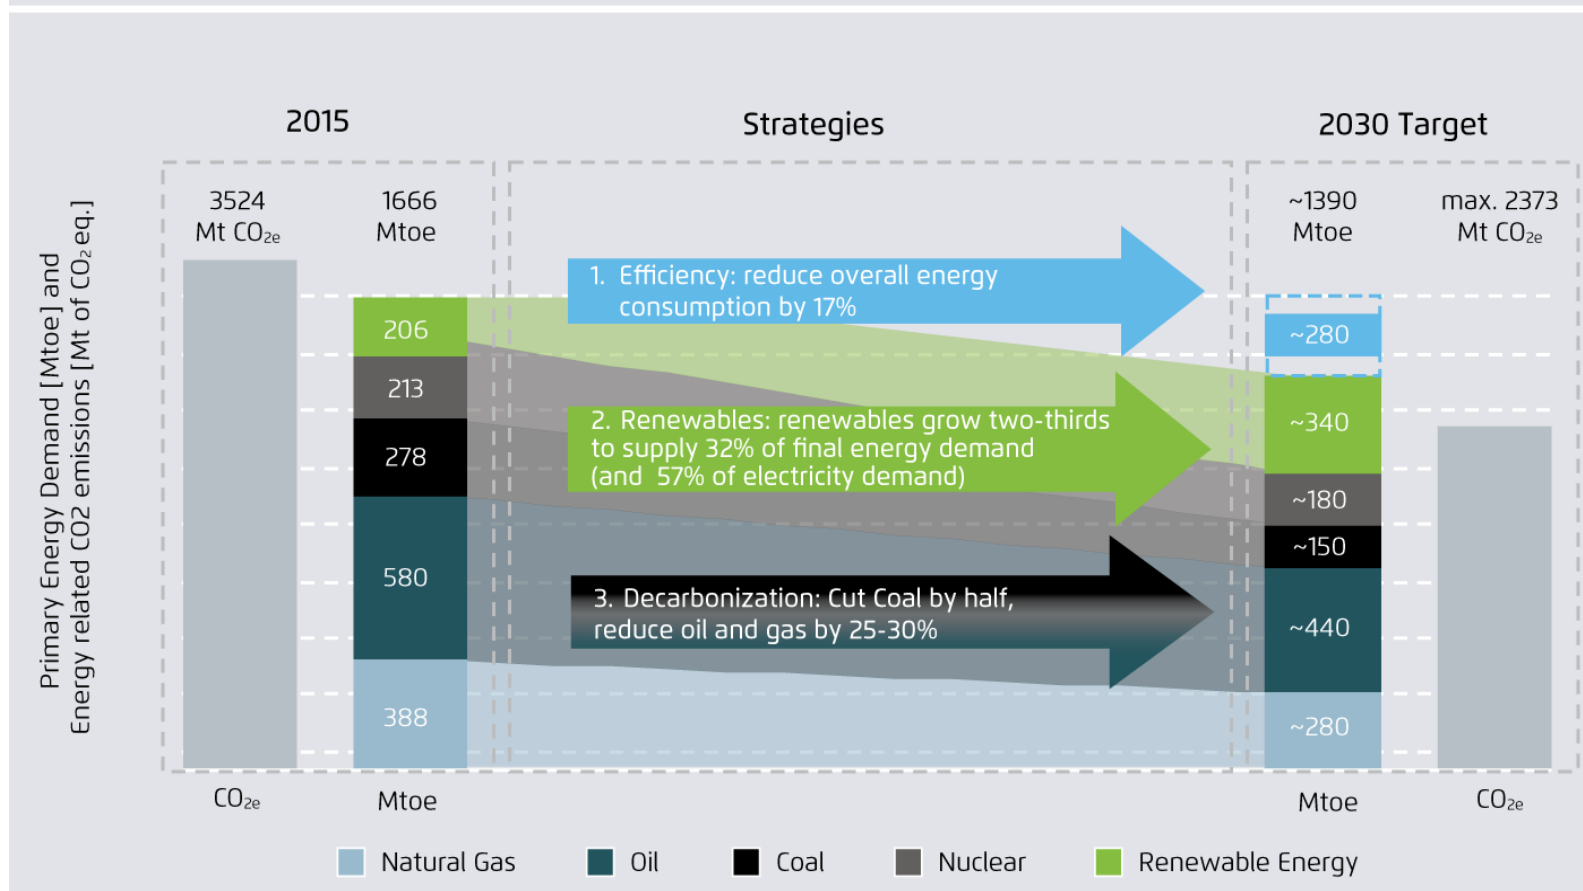 Primary Energy Demand [Mtoe] and
Energy related CO2 emissions [Mt of CO₂ eq.]
2015
Strategies
2030 Target
3524
Mt CO₂e
1666
Mtoe
~1390
Mtoe
max. 2373
Mt CO₂e
206
213
278
580
388
1. Efficiency: reduce overall energy
consumption by 17%
2. Renewables: renewables grow two-thirds
to supply 32% of final energy demand
(and 57% of electricity demand)
3. Decarbonization: Cut Coal by half,
reduce oil and gas by 25-30%
~280
~340
~180
~150
~440
~280
CO₂e
Mtoe
Mtoe
CO₂e
Natural Gas
Oil
Coal
Nuclear
Renewable Energy